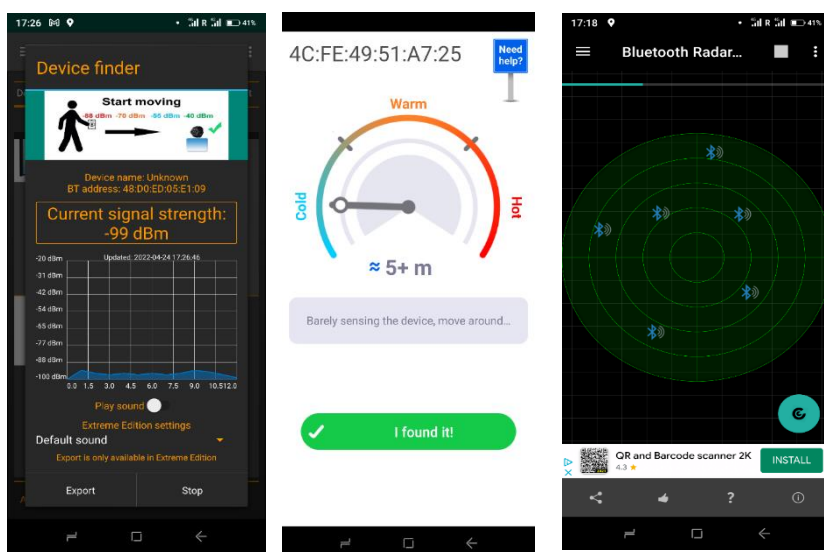 17:26
R
41%
Device finder
Start moving
-88 dBm -70 dBm -55 dBm -40 dBm
Device name: Unknown
BT address: 48:D0:ED:05:E1:09
Current signal strength:
-99 dBm
Updated: 2022-04-24 17:26:46
-20 dBm
-31 dBm
-42 dBm
-54 dBm
-65 dBm
-77 dBm
-88 dBm
-100 dBm
0.0 1.5 3.0 4.5 6.0 7.5 9.0 10.512.0
Play sound
Extreme Edition settings
Default sound
Export is only available in Extreme Edition
Export
Stop
4C:FE:49:51:A7:25
Need
help?
Warm
Cold
Hot
≈ 5+ m
Barely sensing the device, move around...
I found it!
17:18
R
41%
Bluetooth Radar...
QR and Barcode scanner 2K
4.3 ★
INSTALL